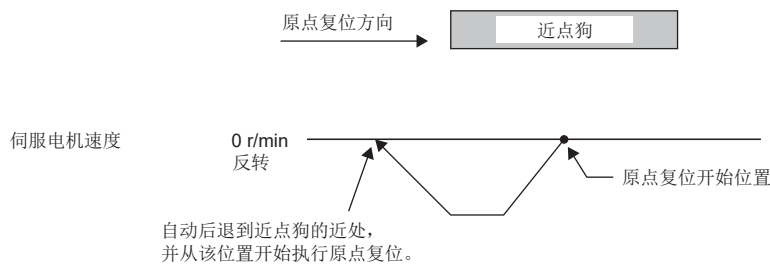 原点复位方向
近点狗
伺服电机速度
0 r/min
反转
原点复位开始位置
自动后退到近点狗的近处，
并从该位置开始执行原点复位。